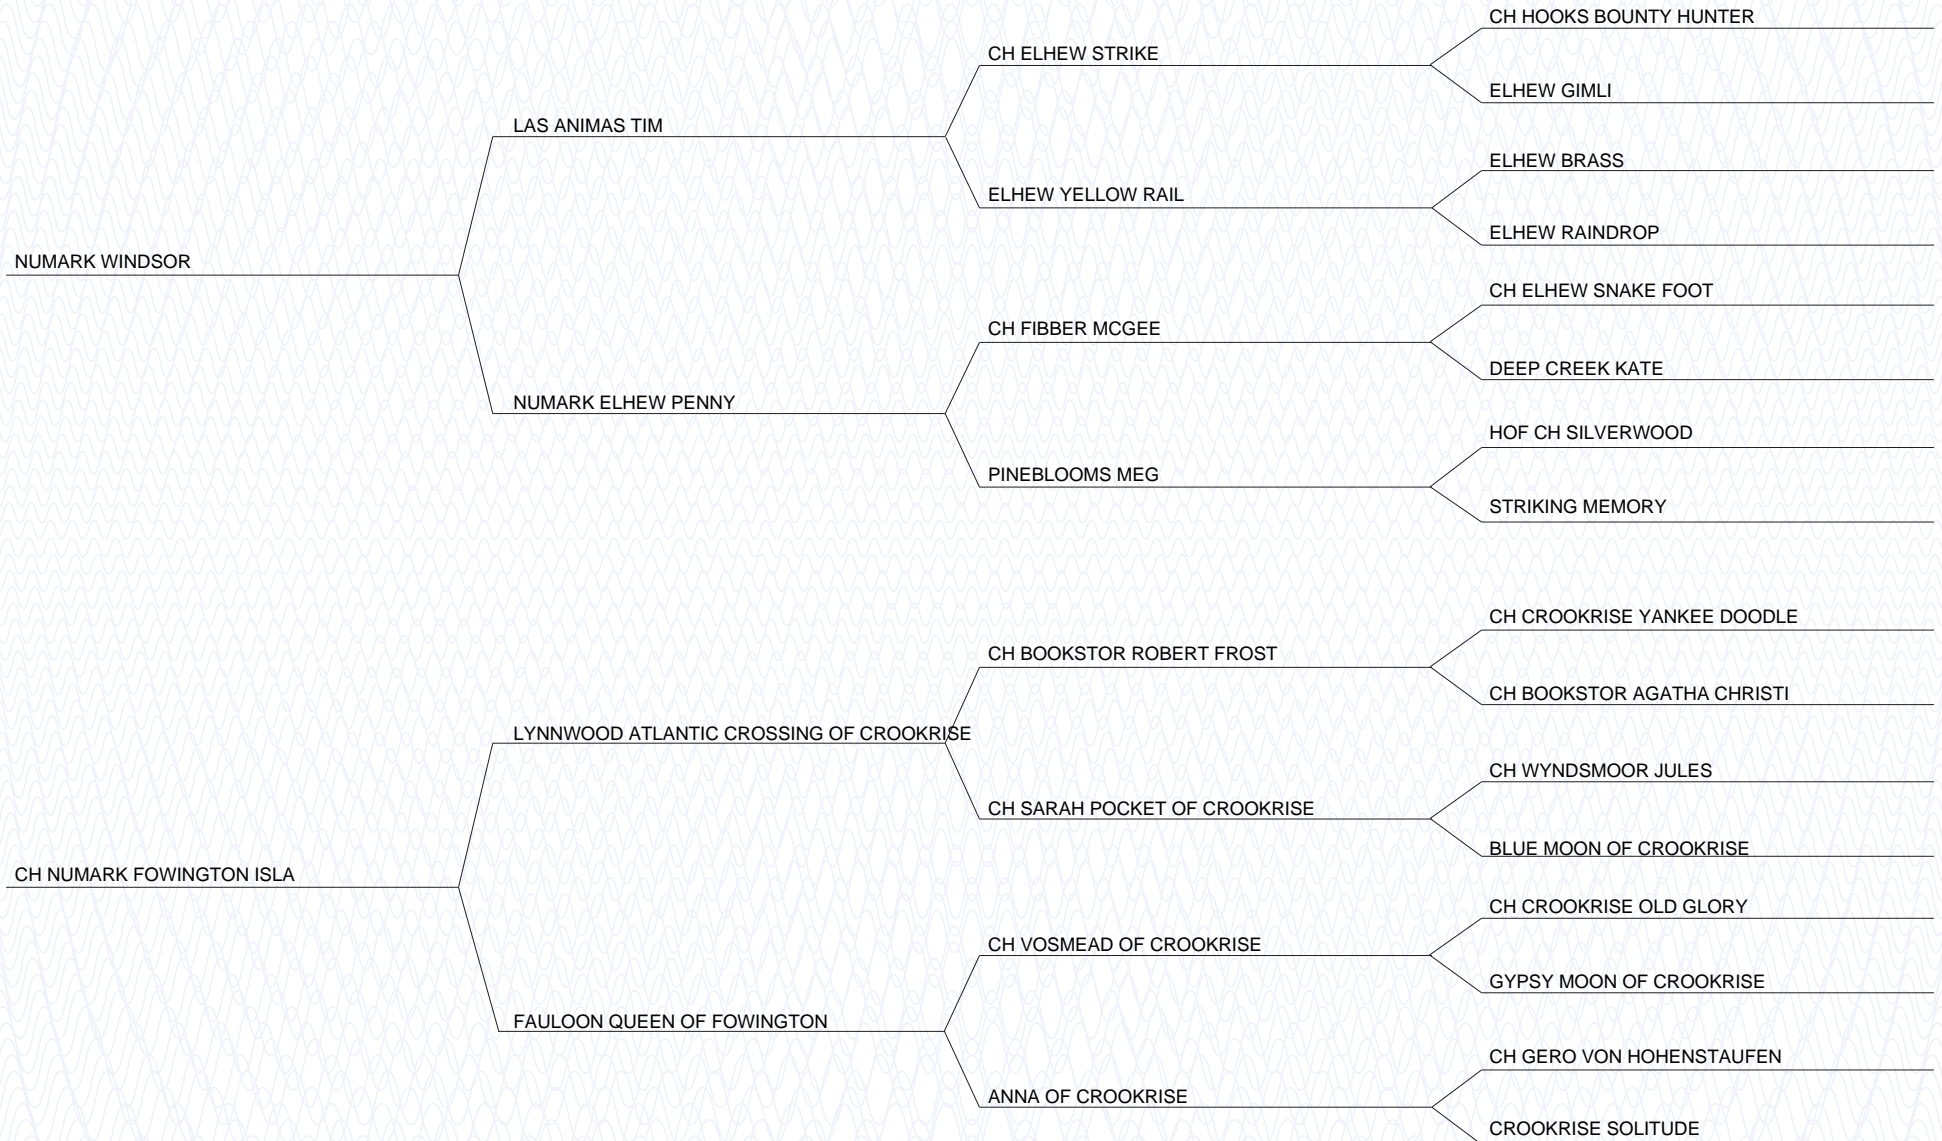 NUMARK WINDSOR
LAS ANIMAS TIM
CH ELHEW STRIKE
CH HOOKS BOUNTY HUNTER
ELHEW GIMLI
ELHEW YELLOW RAIL
ELHEW BRASS
ELHEW RAINDROP
NUMARK ELHEW PENNY
CH FIBBER MCGEE
CH ELHEW SNAKE FOOT
DEEP CREEK KATE
PINEBLOOMS MEG
HOF CH SILVERWOOD
STRIKING MEMORY
CH NUMARK FOWINGTON ISLA
LYNNWOOD ATLANTIC CROSSING OF CROOKRISE
CH BOOKSTOR ROBERT FROST
CH CROOKRISE YANKEE DOODLE
CH BOOKSTOR AGATHA CHRISTI
CH SARAH POCKET OF CROOKRISE
CH WYNDSMOOR JULES
BLUE MOON OF CROOKRISE
FAULOON QUEEN OF FOWINGTON
CH VOSMEAD OF CROOKRISE
CH CROOKRISE OLD GLORY
GYPSY MOON OF CROOKRISE
ANNA OF CROOKRISE
CH GERO VON HOHENSTAUFEN
CROOKRISE SOLITUDE